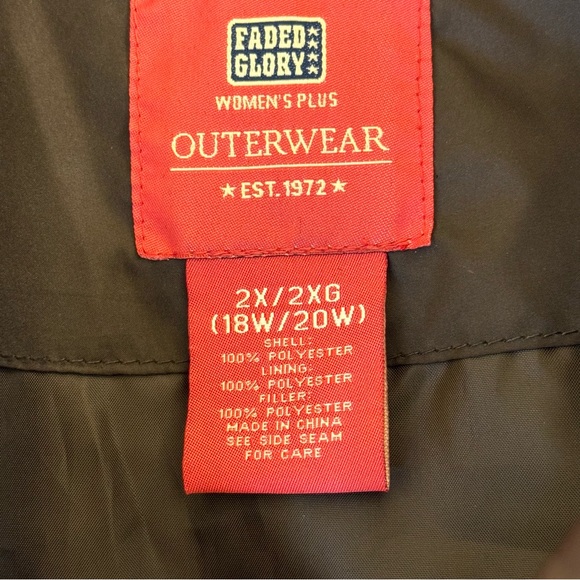 FADED
GLORY
WOMEN'S PLUS
OUTERWEAR
★ EST. 1972 ★
2X/2XG
(18W/20W)
SHELL:
100% POLYESTER
LINING:
100% POLYESTER
FILLER:
100% POLYESTER
MADE IN CHINA
SEE SIDE SEAM
FOR CARE